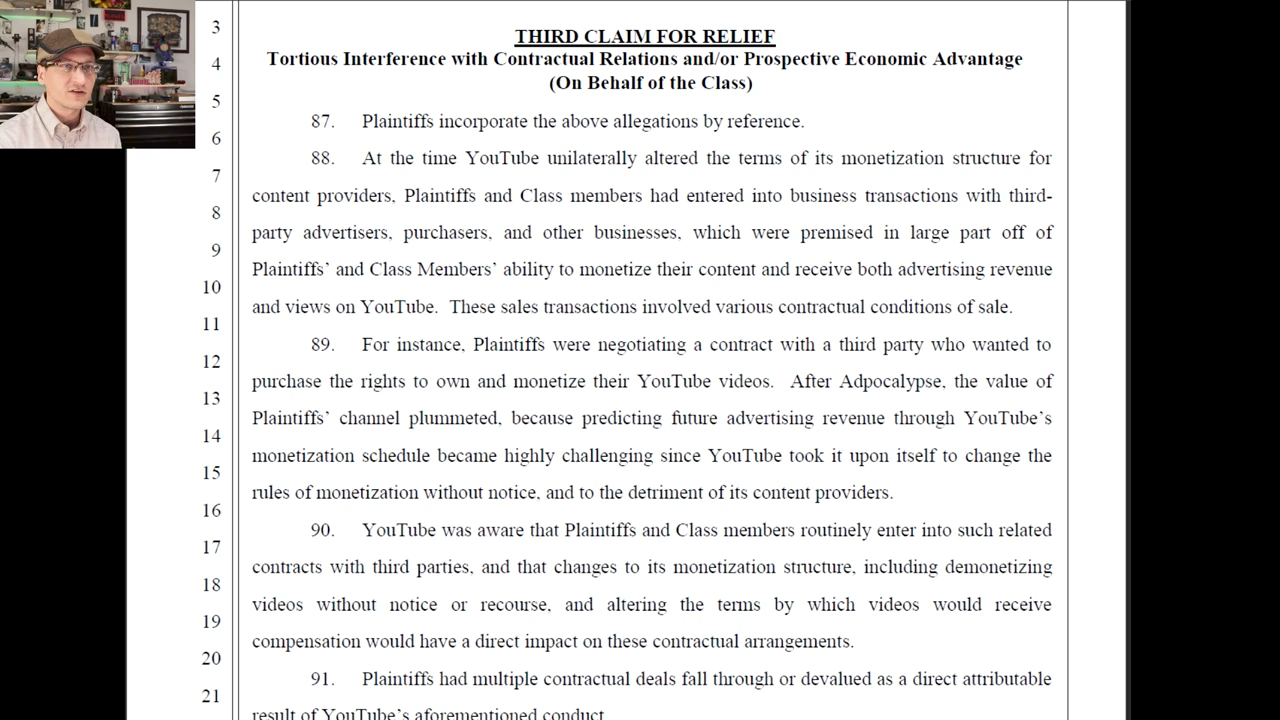 3
THIRD CLAIM FOR RELIEF
4
Tortious Interference with Contractual Relations and/or Prospective Economic Advantage
5
(On Behalf of the Class)
6
87. Plaintiffs incorporate the above allegations by reference.
7
88. At the time YouTube unilaterally altered the terms of its monetization structure for
8
content providers, Plaintiffs and Class members had entered into business transactions with third-
9
party advertisers, purchasers, and other businesses, which were premised in large part off of
10
Plaintiffs’ and Class Members’ ability to monetize their content and receive both advertising revenue
11
and views on YouTube. These sales transactions involved various contractual conditions of sale.
12
89. For instance, Plaintiffs were negotiating a contract with a third party who wanted to
13
purchase the rights to own and monetize their YouTube videos. After Adpocalypse, the value of
14
Plaintiffs’ channel plummeted, because predicting future advertising revenue through YouTube’s
15
monetization schedule became highly challenging since YouTube took it upon itself to change the
16
rules of monetization without notice, and to the detriment of its content providers.
17
90. YouTube was aware that Plaintiffs and Class members routinely enter into such related
18
contracts with third parties, and that changes to its monetization structure, including demonetizing
19
videos without notice or recourse, and altering the terms by which videos would receive
20
compensation would have a direct impact on these contractual arrangements.
21
91. Plaintiffs had multiple contractual deals fall through or devalued as a direct attributable
result of YouTube’s aforementioned conduct